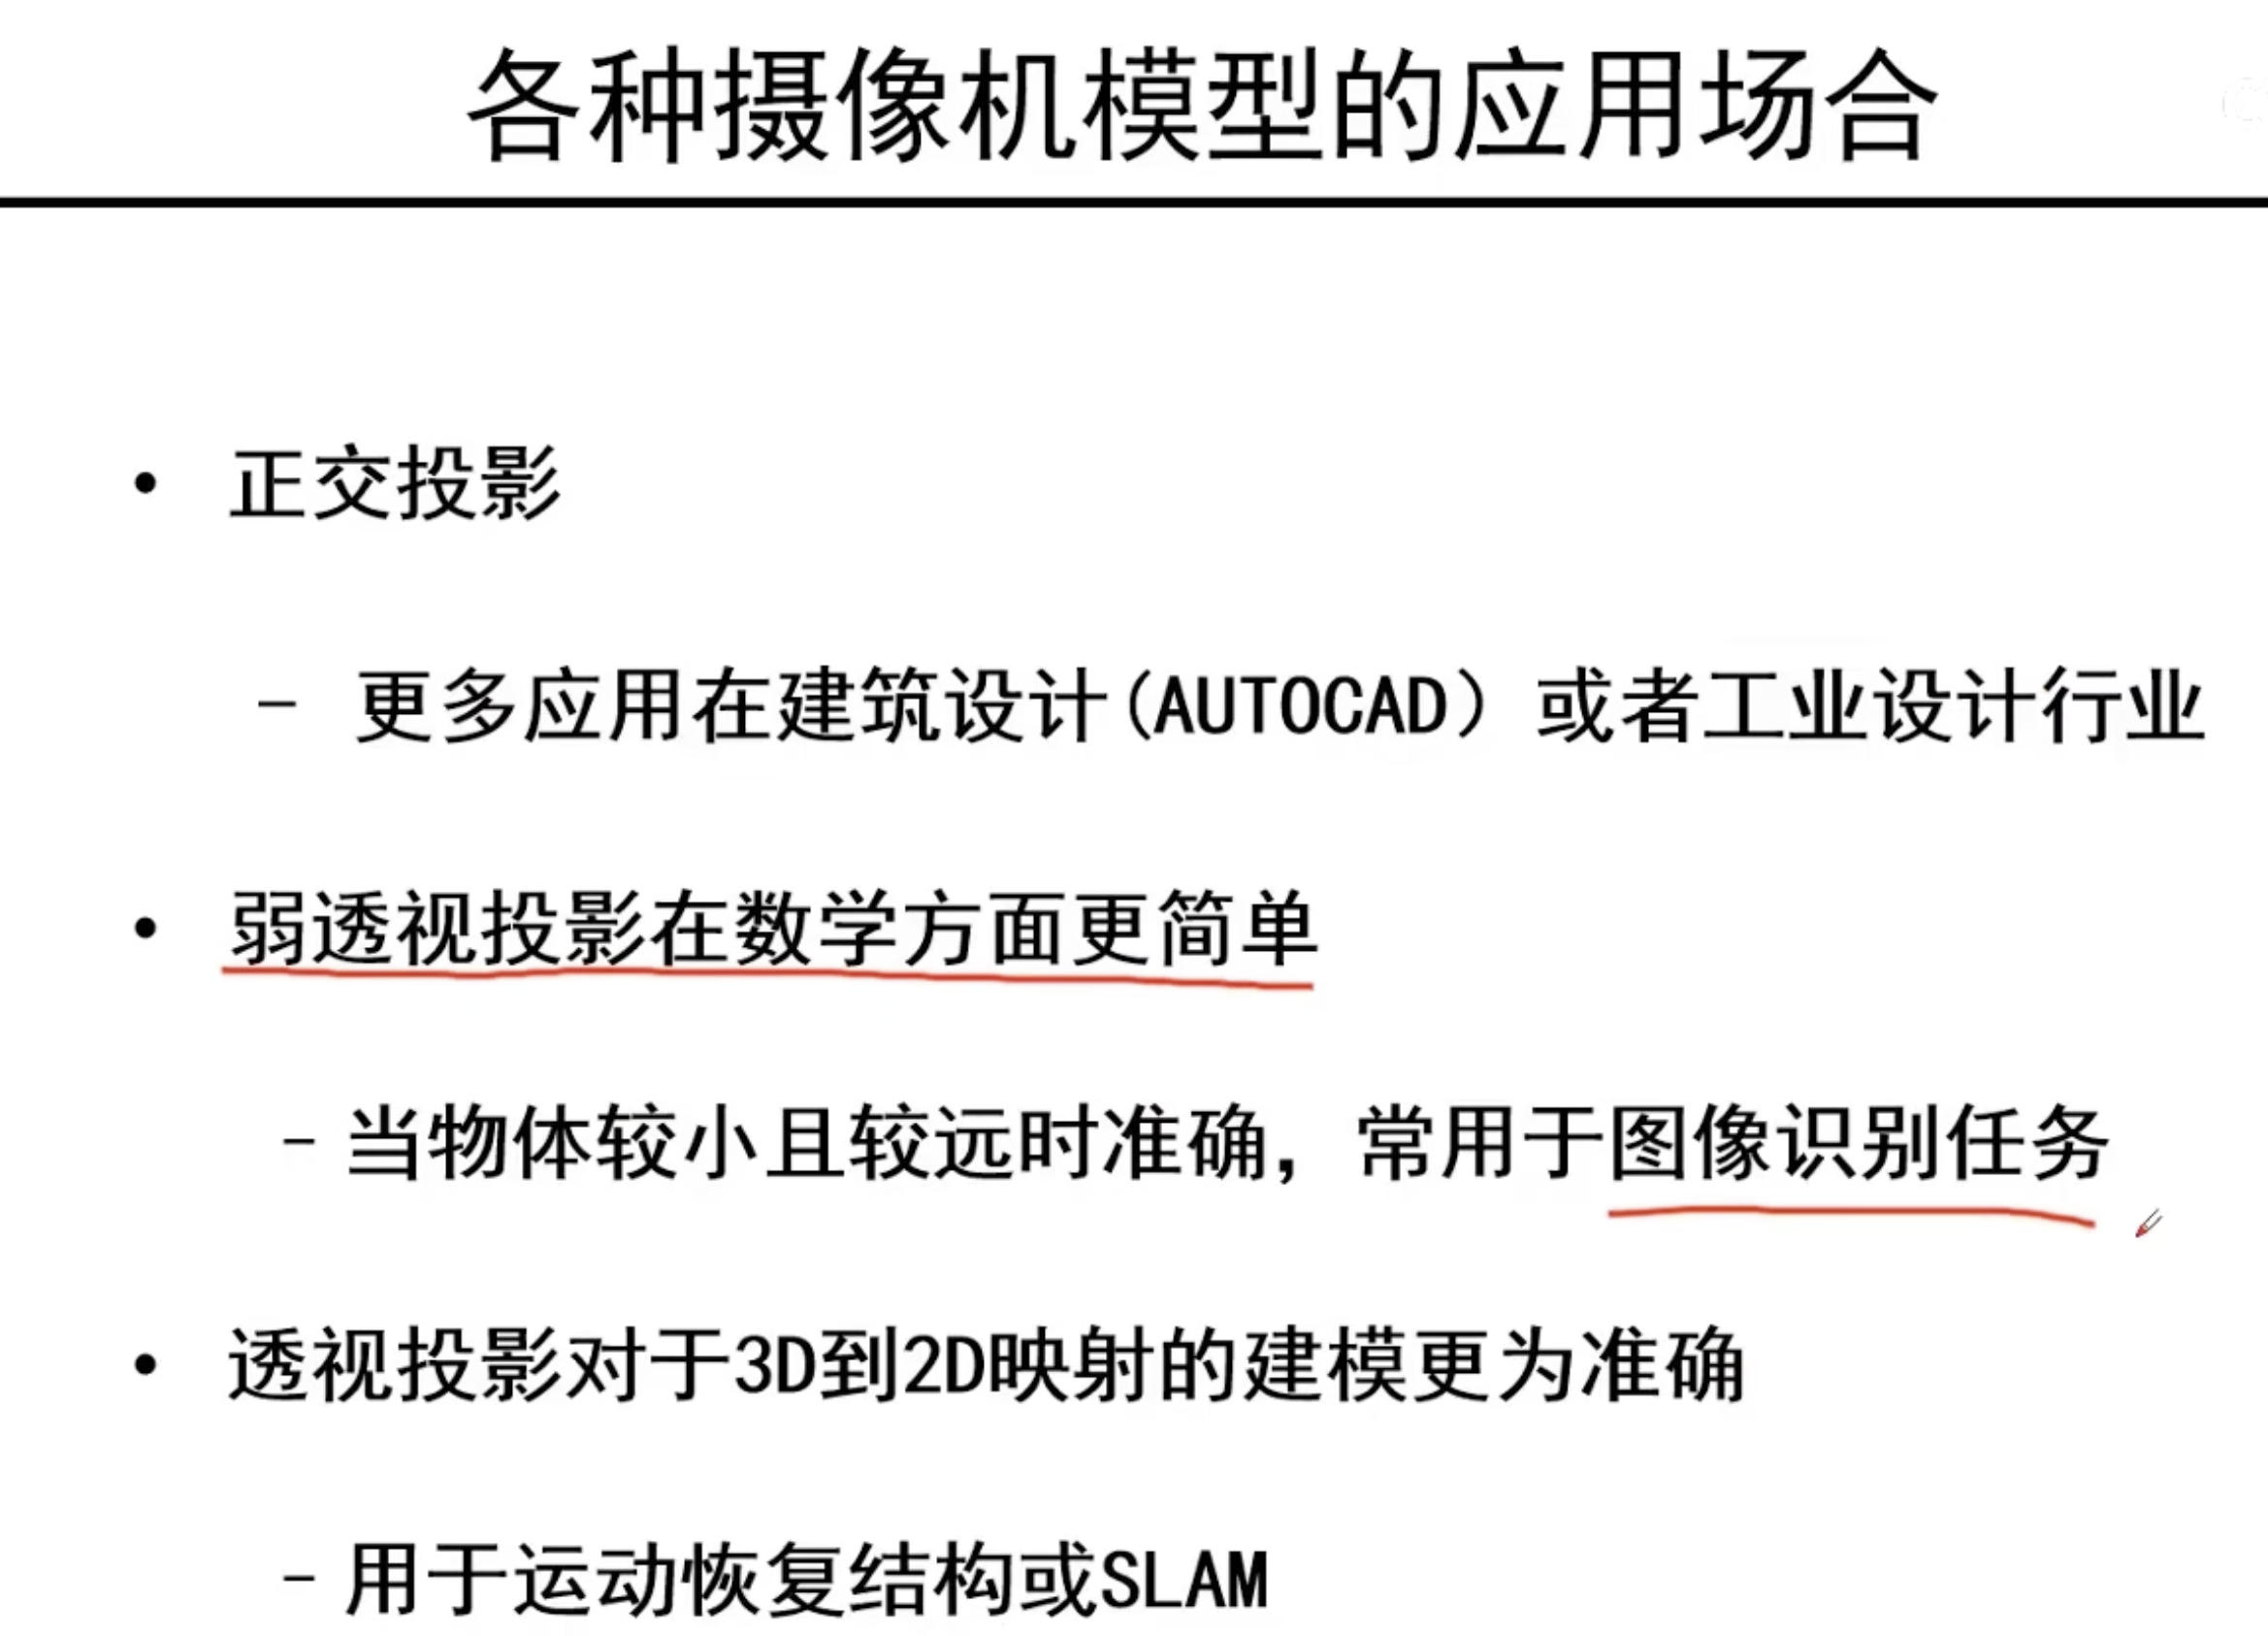 各种摄像机模型的应用场合
• 正交投影
– 更多应用在建筑设计(AUTOCAD) 或者工业设计行业
• 弱透视投影在数学方面更简单
– 当物体较小且较远时准确，常用于图像识别任务
• 透视投影对于3D到2D映射的建模更为准确
– 用于运动恢复结构或SLAM